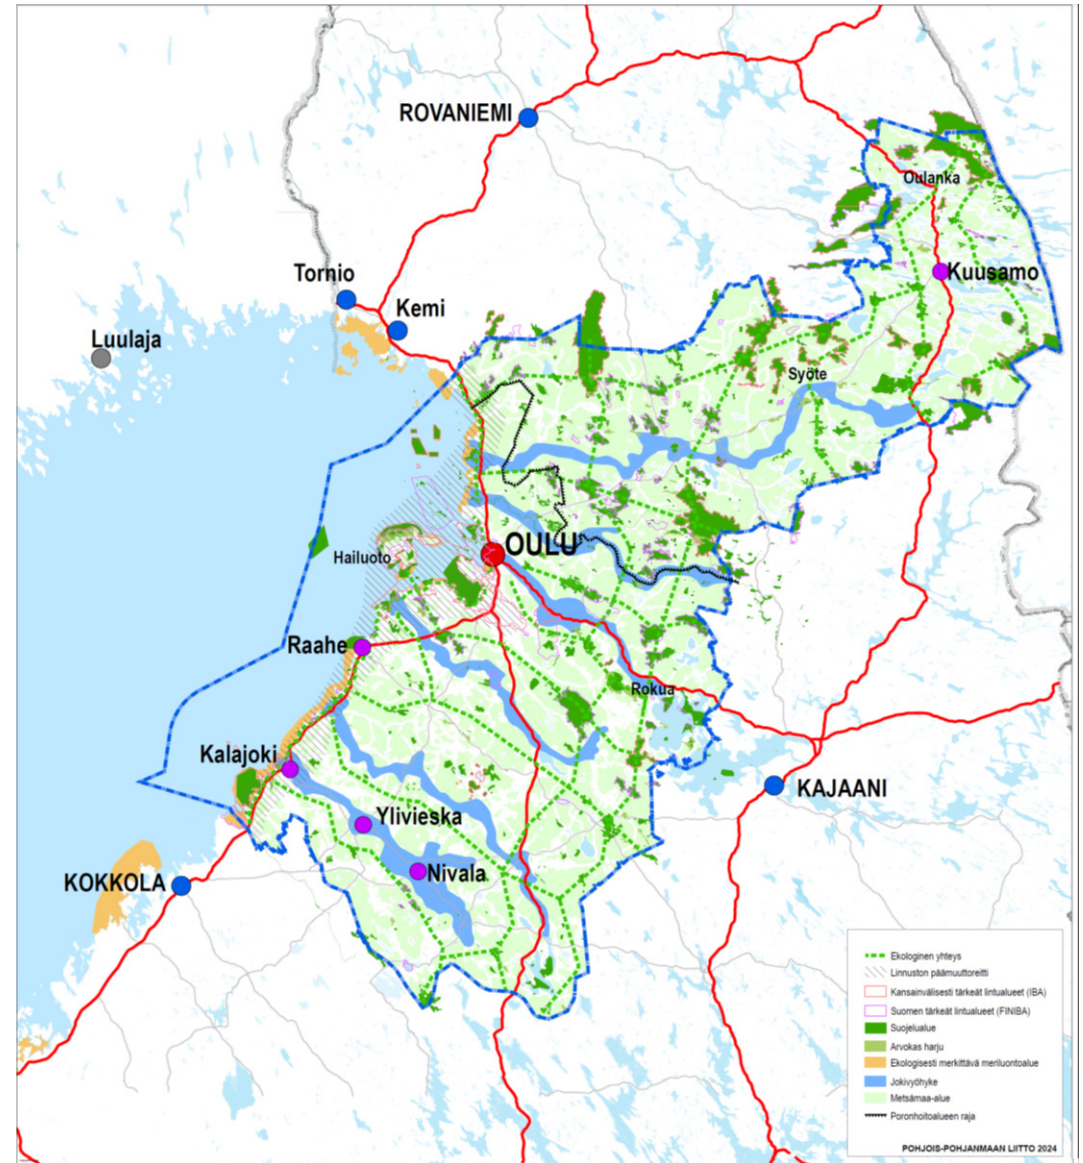 ROVANIEMI
Oulanka
Kuusamo
Tornio
Kemi
Luulaja
Syöte
OULU
Hailuoto
Raahe
Rokua
Kalajoki
KAJAANI
Ylivieska
Nivala
KOKKOLA
Ekologinen yhteys
Linnuston päämuuttoreitti
Kansainvälisesti tärkeät lintualueet (IBA)
Suomen tärkeät lintualueet (FINIBA)
Suojelualue
Arvokas harju
Ekologisesti merkittävä meriluontoalue
Jokivyöhyke
Metsämaa-alue
Poronhoitoalueen raja
POHJOIS-POHJANMAAN LIITTO 2024